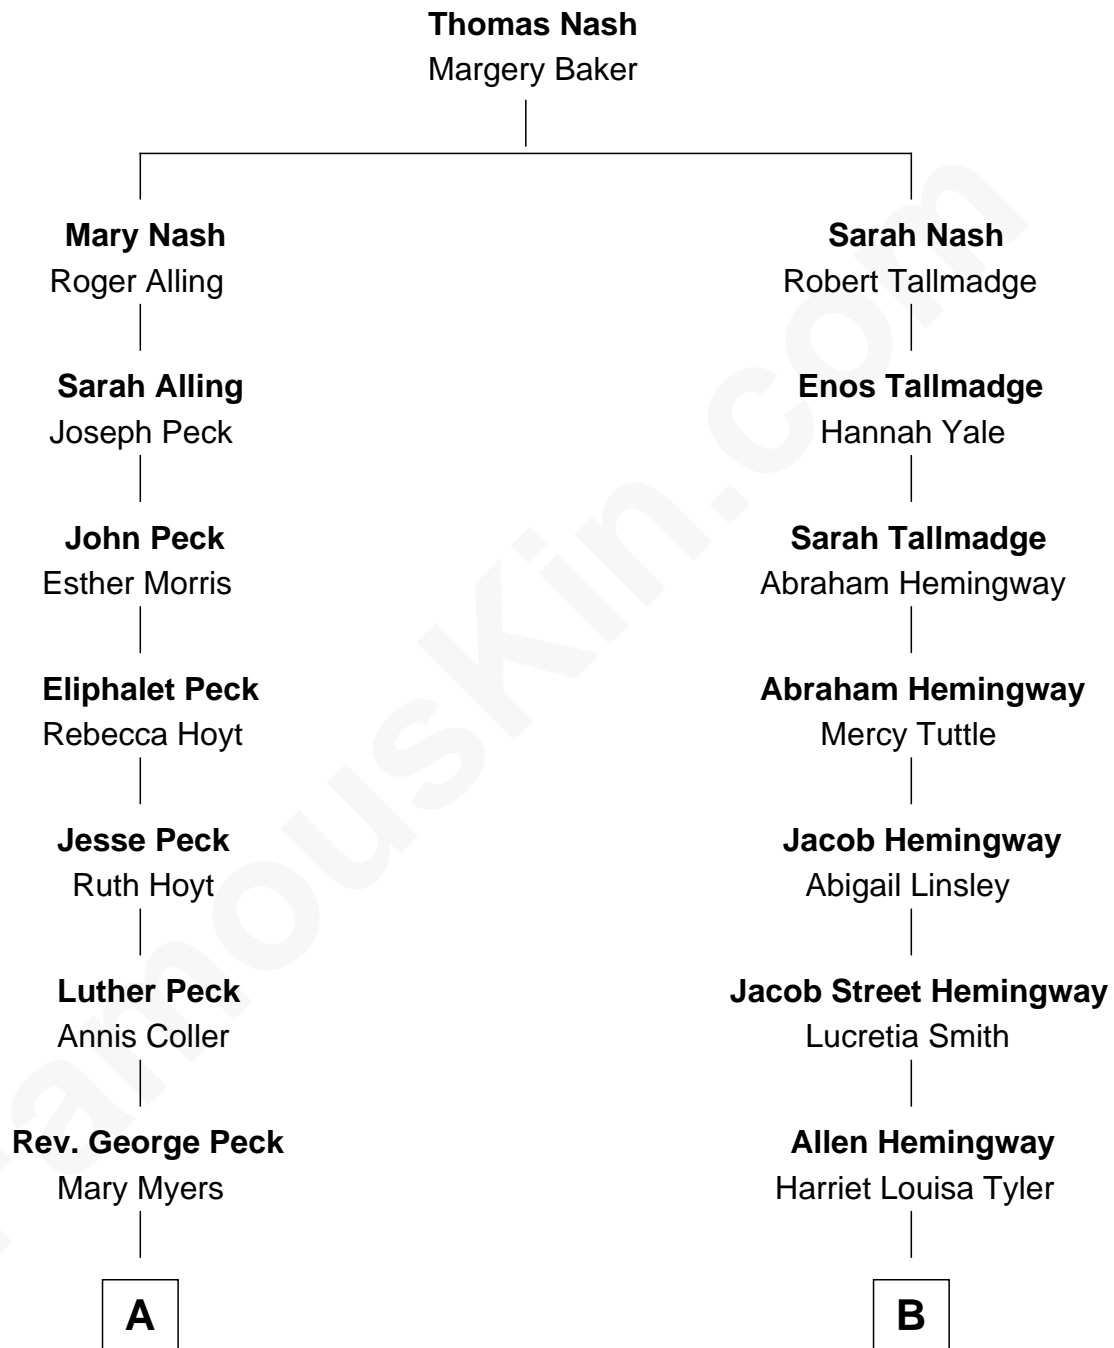 Thomas Nash
Margery Baker
Mary Nash
Roger Alling
Sarah Nash
Robert Tallmadge
Sarah Alling
Joseph Peck
Enos Tallmadge
Hannah Yale
John Peck
Esther Morris
Sarah Tallmadge
Abraham Hemingway
Eliphalet Peck
Rebecca Hoyt
Abraham Hemingway
Mercy Tuttle
Jesse Peck
Ruth Hoyt
Jacob Hemingway
Abigail Linsley
Luther Peck
Annis Coller
Jacob Street Hemingway
Lucretia Smith
Rev. George Peck
Mary Myers
Allen Hemingway
Harriet Louisa Tyler
A
B
FamousKin.com